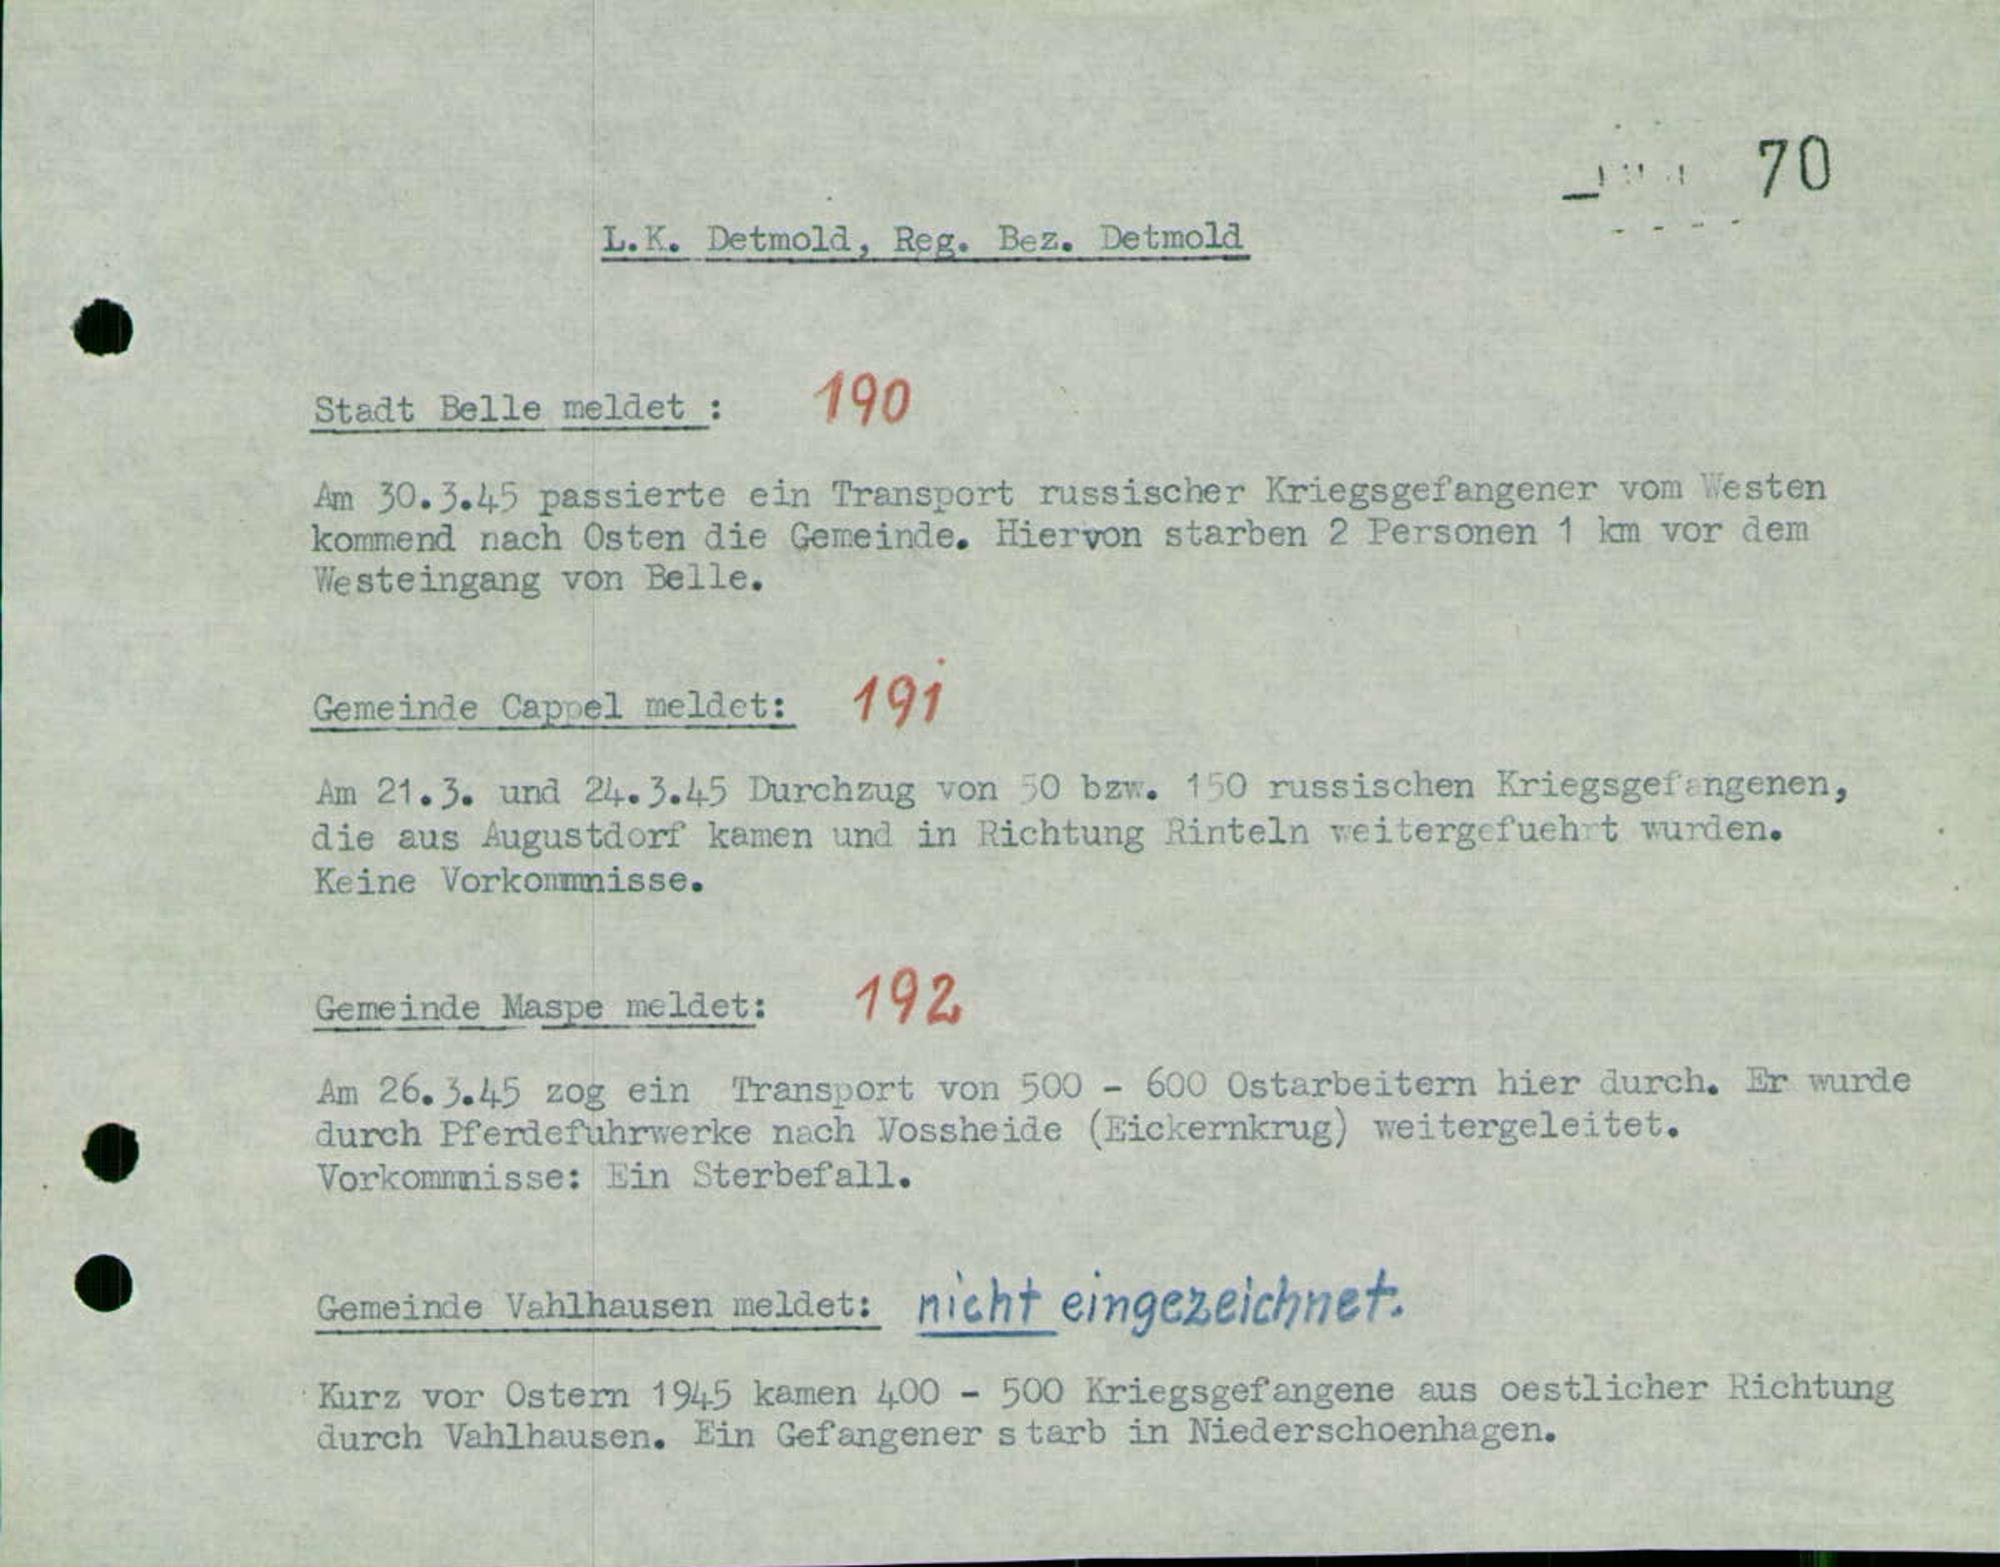 70
L.K. Detmold, Reg. Bez. Detmold
Stadt Belle meldet : 190
Am 30.3.45 passierte ein Transport russischer Kriegsgefangener vom Westen
kommend nach Osten die Gemeinde. Hiervon starben 2 Personen 1 km vor dem
Westeingang von Belle.
Gemeinde Cappel meldet: 191
Am 21.3. und 24.3.45 Durchzug von 50 bzw. 150 russischen Kriegsgefangenen,
die aus Augustdorf kamen und in Richtung Rinteln weitergefuehrt wurden.
Keine Vorkommnisse.
Gemeinde Maspe meldet: 192
Am 26.3.45 zog ein Transport von 500 - 600 Ostarbeitern hier durch. Er wurde
durch Pferdefuhrwerke nach Vossheide (Eickernkrug) weitergeleitet.
Vorkommnisse: Ein Sterbefall.
Gemeinde Vahlhausen meldet: nicht eingezeichnet.
Kurz vor Ostern 1945 kamen 400 - 500 Kriegsgefangene aus oestlicher Richtung
durch Vahlhausen. Ein Gefangener starb in Niederschoenhagen.